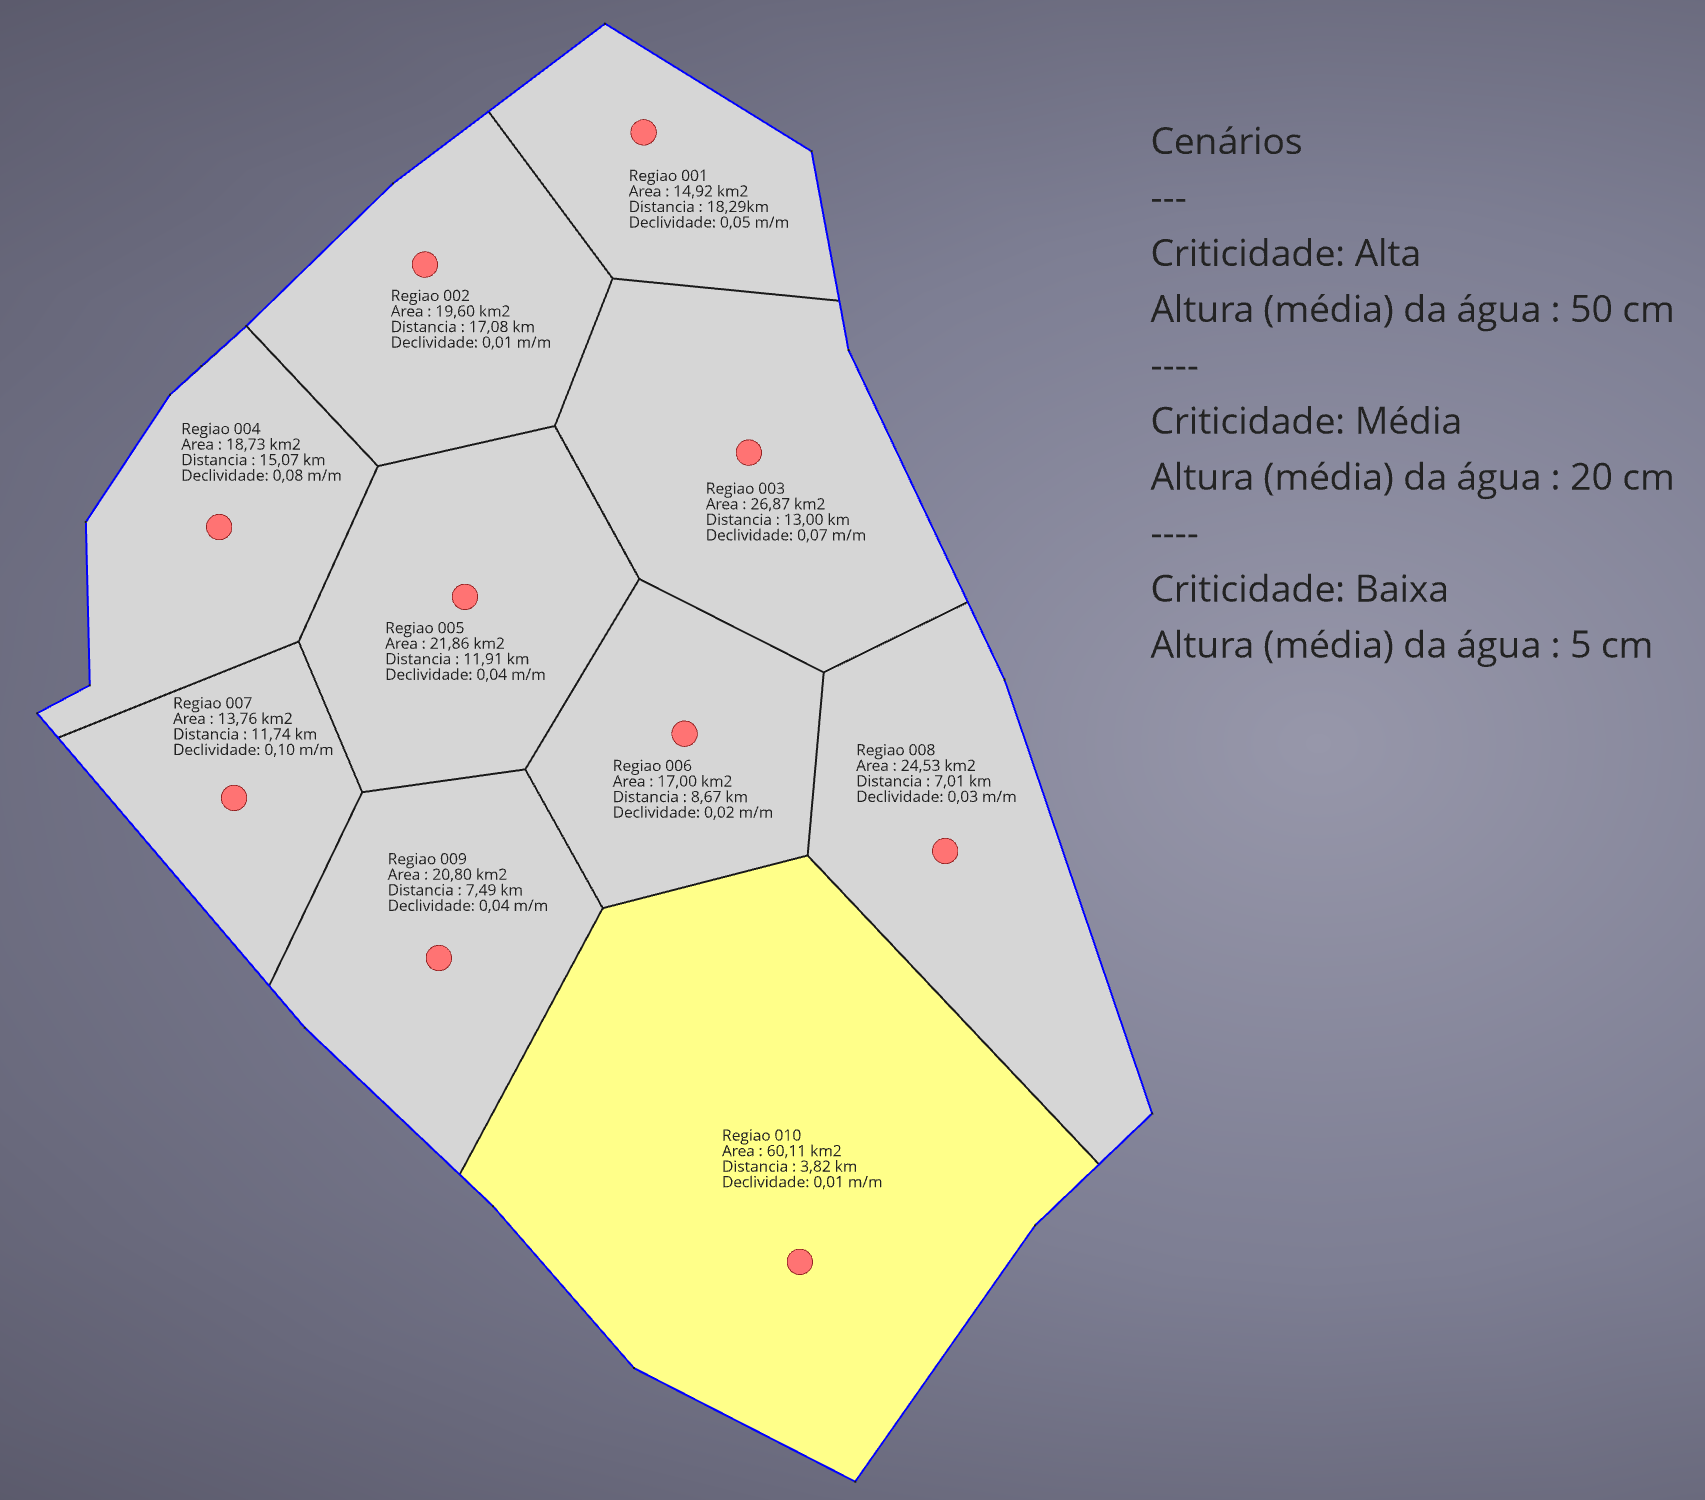 Regiao 001
Area : 14,92 km2
Distancia : 18,29km
Declividade: 0,05 m/m
Regiao 002
Area : 19,60 km2
Distancia : 17,08 km
Declividade: 0,01 m/m
Regiao 004
Area : 18,73 km2
Distancia : 15,07 km
Declividade: 0,08 m/m
Regiao 003
Area : 26,87 km2
Distancia : 13,00 km
Declividade: 0,07 m/m
Regiao 005
Area : 21,86 km2
Distancia : 11,91 km
Declividade: 0,04 m/m
Regiao 007
Area : 13,76 km2
Distancia : 11,74 km
Declividade: 0,10 m/m
Regiao 006
Area : 17,00 km2
Distancia : 8,67 km
Declividade: 0,02 m/m
Regiao 008
Area : 24,53 km2
Distancia : 7,01 km
Declividade: 0,03 m/m
Regiao 009
Area : 20,80 km2
Distancia : 7,49 km
Declividade: 0,04 m/m
Regiao 010
Area : 60,11 km2
Distancia : 3,82 km
Declividade: 0,01 m/m
Cenários
---
Criticidade: Alta
Altura (média) da água : 50 cm
----
Criticidade: Média
Altura (média) da água : 20 cm
----
Criticidade: Baixa
Altura (média) da água : 5 cm